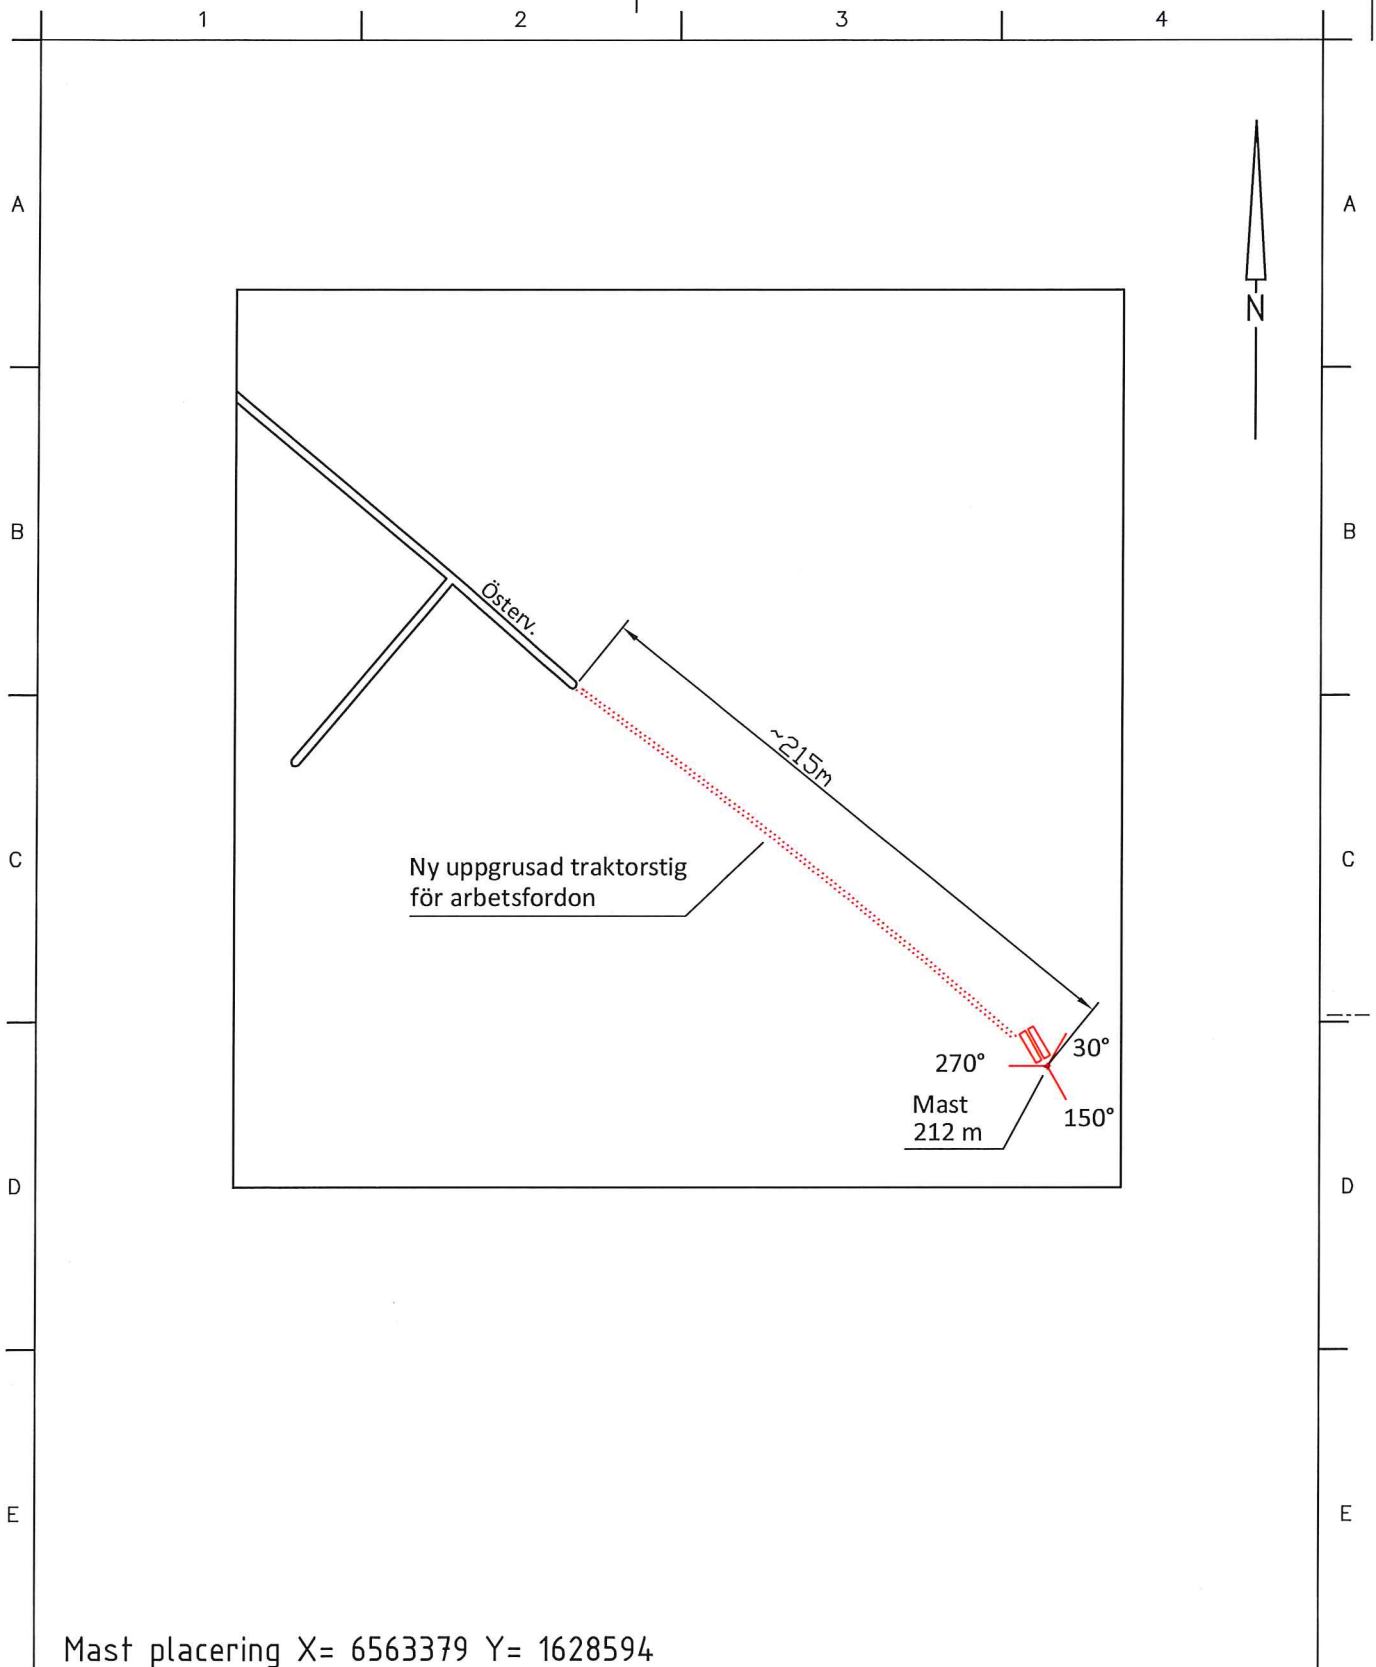 1 2 3 4
A A
N
B B
Österv.
~215m
C C
Ny uppgrusad traktorstig
för arbetsfordon
30°
270°
Mast
212 m
150°
D D
E E
Mast placering X= 6563379 Y= 1628594